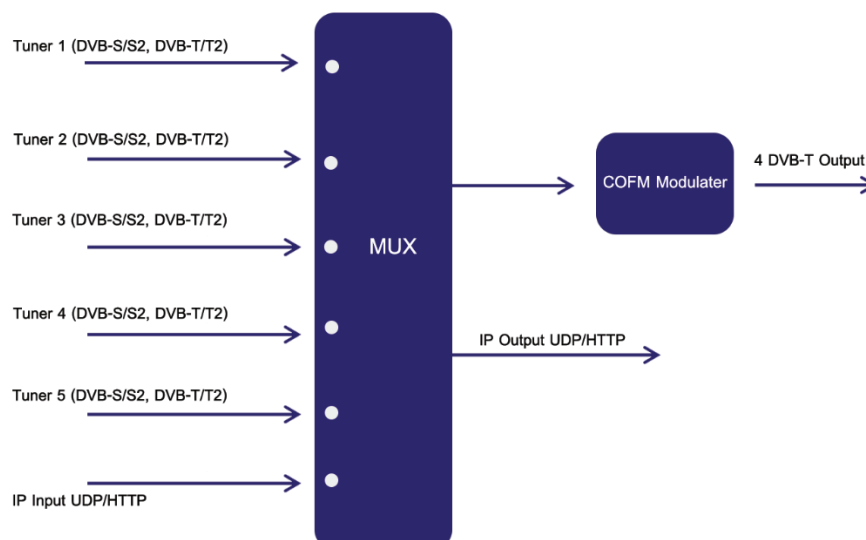 Tuner 1 (DVB-S/S2, DVB-T/T2)
Tuner 2 (DVB-S/S2, DVB-T/T2)
Tuner 3 (DVB-S/S2, DVB-T/T2)
Tuner 4 (DVB-S/S2, DVB-T/T2)
Tuner 5 (DVB-S/S2, DVB-T/T2)
IP Input UDP/HTTP
MUX
COFM Modulater
4 DVB-T Output
IP Output UDP/HTTP